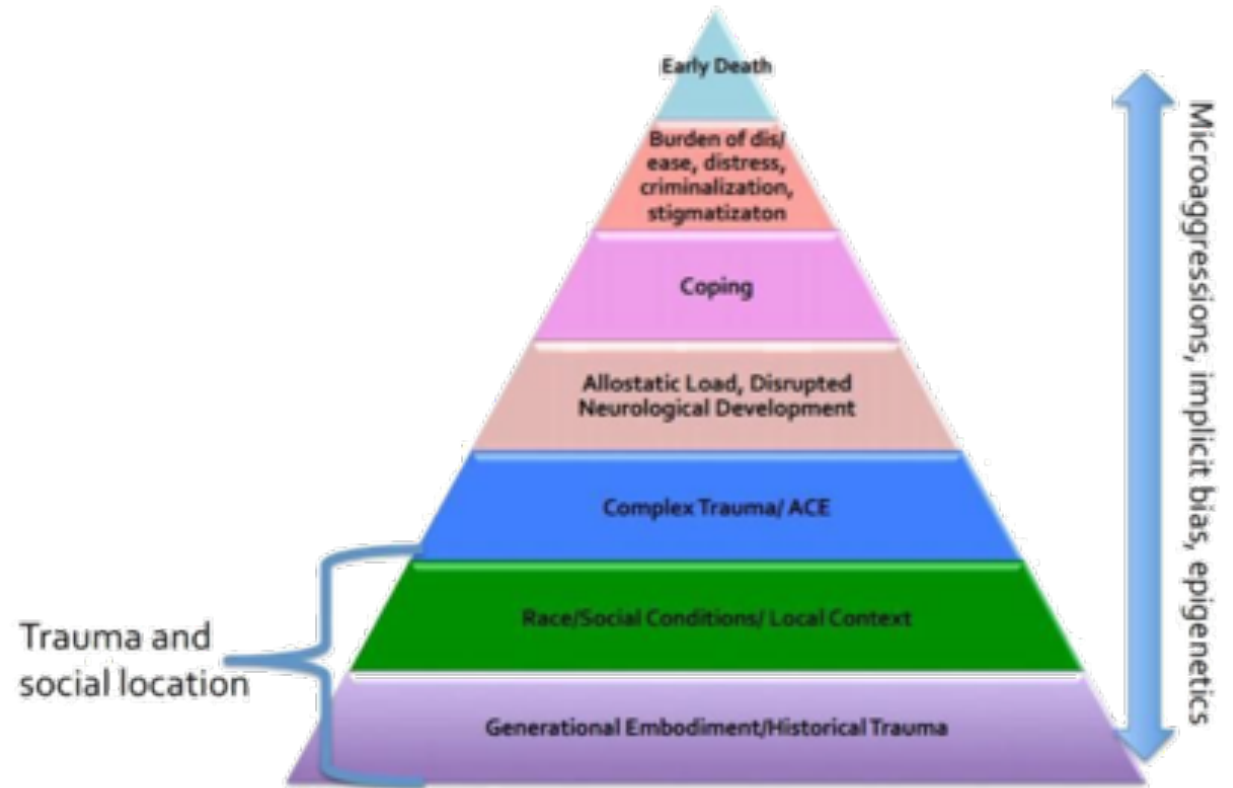 Early Death
Burden of dis/
ease, distress,
criminalization,
stigmatizaton
Coping
Allostatic Load, Disrupted
Neurological Development
Complex Trauma/ ACE
Race/Social Conditions/ Local Context
Generational Embodiment/Historical Trauma
Trauma and
social location
Microaggressions, implicit bias, epigenetics